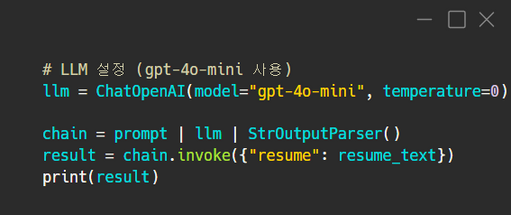 # LLM 설정 (gpt-4o-mini 사용)
llm = ChatOpenAI(model="gpt-4o-mini", temperature=0)
chain = prompt | llm | StrOutputParser()
result = chain.invoke({"resume": resume_text})
print(result)